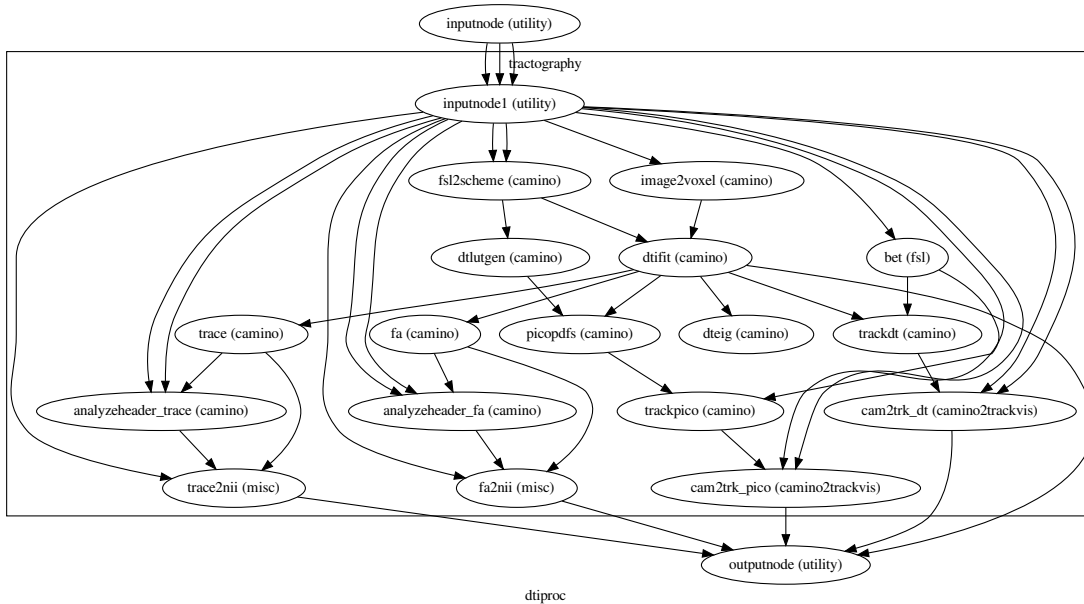 inputnode (utility)
tractography
inputnode1 (utility)
fsl2scheme (camino)
image2voxel (camino)
dtlutgen (camino)
dtifit (camino)
bet (fsl)
trace (camino)
fa (camino)
picopdfs (camino)
dteig (camino)
trackdt (camino)
analyzeheader_trace (camino)
analyzeheader_fa (camino)
trackpico (camino)
cam2trk_dt (camino2trackvis)
trace2nii (misc)
fa2nii (misc)
cam2trk_pico (camino2trackvis)
outputnode (utility)
dtiproc